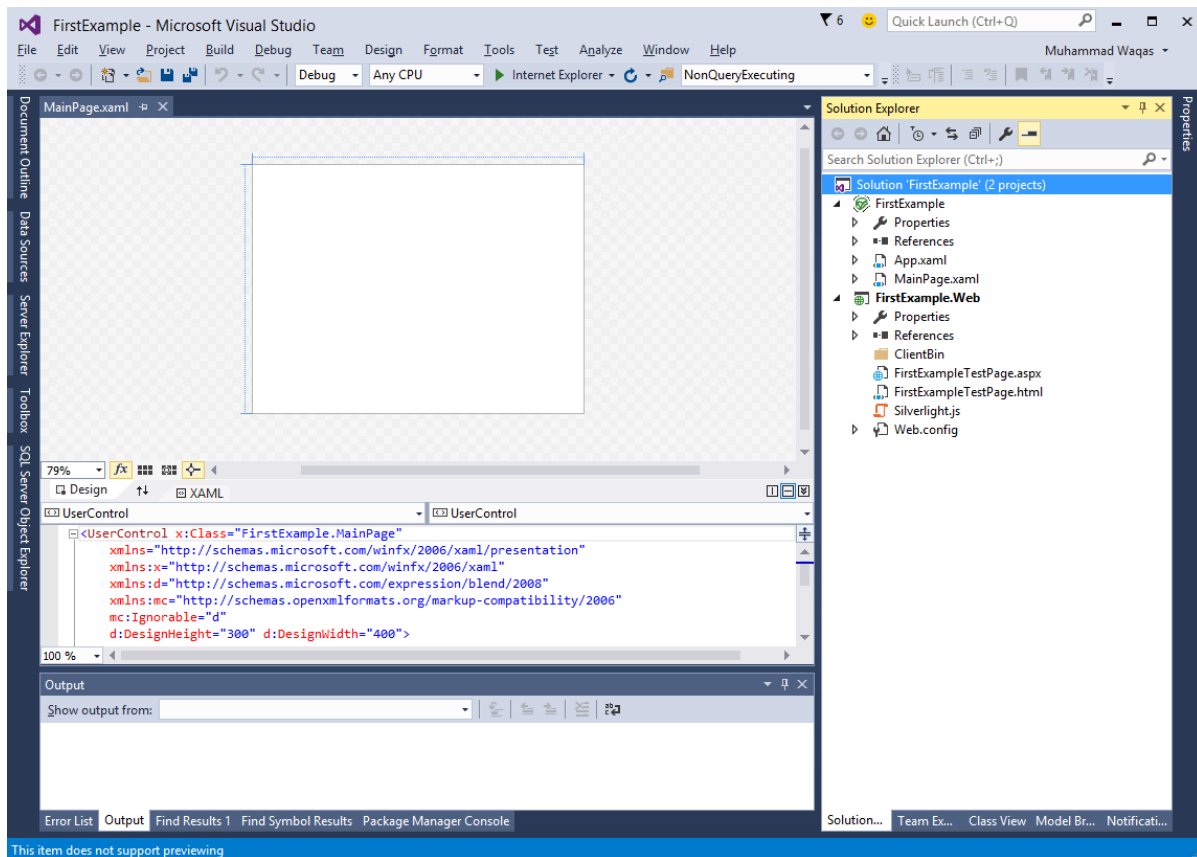 FirstExample - Microsoft Visual Studio
6
Quick Launch (Ctrl+Q)
File Edit View Project Build Debug Team Design Format Tools Test Analyze Window Help
Muhammad Waqas
Debug Any CPU Internet Explorer NonQueryExecuting
Document Outline
Data Sources
Server Explorer
Toolbox
SQL Server Object Explorer
MainPage.xaml
79%
fx
Design
XAML
UserControl UserControl
<UserControl x:Class="FirstExample.MainPage"
xmlns="http://schemas.microsoft.com/winfx/2006/xaml/presentation"
xmlns:x="http://schemas.microsoft.com/winfx/2006/xaml"
xmlns:d="http://schemas.microsoft.com/expression/blend/2008"
xmlns:mc="http://schemas.openxmlformats.org/markup-compatibility/2006"
mc:Ignorable="d"
d:DesignHeight="300" d:DesignWidth="400">
100 %
Output
Show output from:
Error List Output Find Results 1 Find Symbol Results Package Manager Console
Solution Explorer
Search Solution Explorer (Ctrl+;)
Solution 'FirstExample' (2 projects)
FirstExample
Properties
References
App.xaml
MainPage.xaml
FirstExample.Web
Properties
References
ClientBin
FirstExampleTestPage.aspx
FirstExampleTestPage.html
Silverlight.js
Web.config
Solution... Team Ex... Class View Model Br... Notificati...
Properties
This item does not support previewing